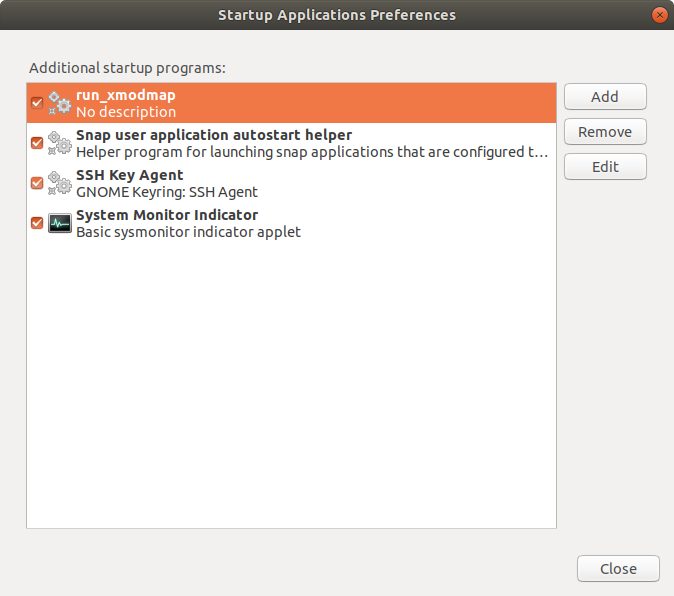 Startup Applications Preferences
Additional startup programs:
run_xmodmap
No description
Snap user application autostart helper
Helper program for launching snap applications that are configured t…
SSH Key Agent
GNOME Keyring: SSH Agent
System Monitor Indicator
Basic sysmonitor indicator applet
Add
Remove
Edit
Close